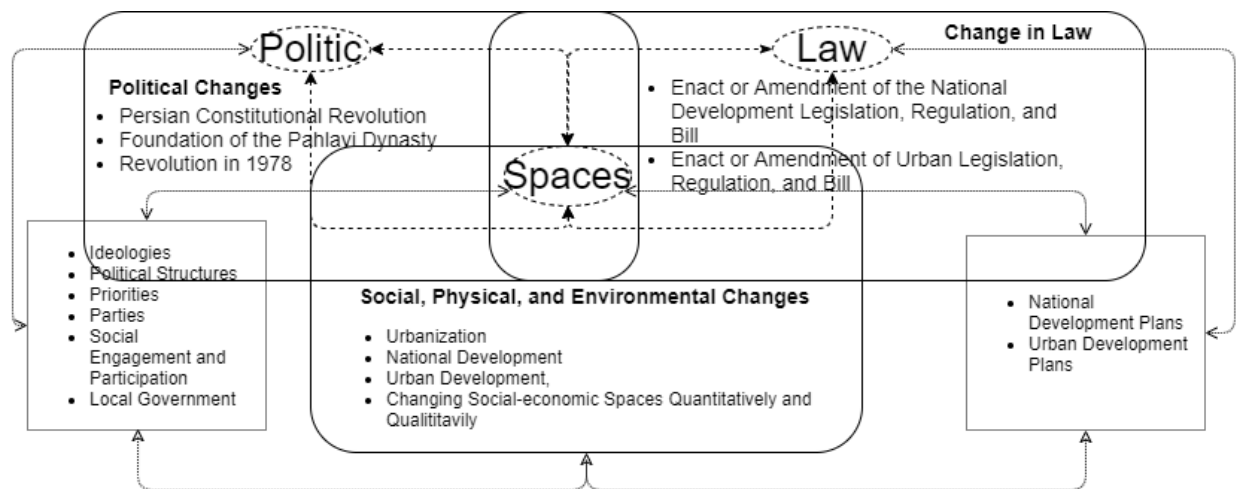 Politic
Law
Change in Law
Political Changes
Persian Constitutional Revolution
Foundation of the Pahlavi Dynasty
Revolution in 1978
Enact or Amendment of the National
Development Legislation, Regulation, and
Bill
Enact or Amendment of Urban Legislation,
Regulation, and Bill
Spaces
Ideologies
Political Structures
Priorities
Parties
Social
Engagement and
Participation
Local Government
Social, Physical, and Environmental Changes
Urbanization
National Development
Urban Development,
Changing Social-economic Spaces Quantitatively and
Qualititavily
National
Development Plans
Urban Development
Plans